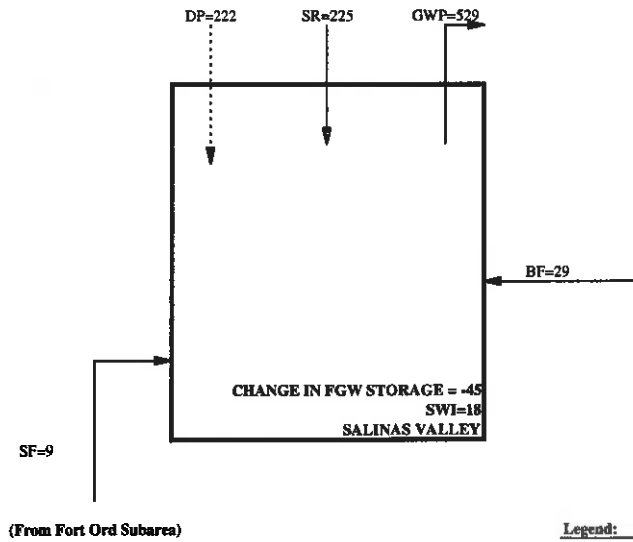 DP=222 SR=225 GWP=529
BF=29
CHANGE IN FGW STORAGE = -45
SWI=18
SALINAS VALLEY
SF=9
(From Fort Ord Subarea)
Legend: